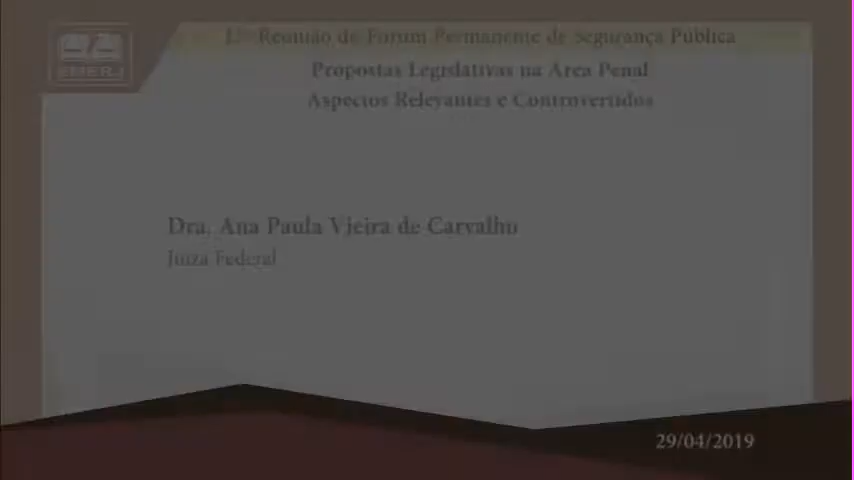 EMERJ
Reunião do Fórum Permanente de Segurança Pública
Propostas Legislativas na Área Penal
Aspectos Relevantes e Controvertidos
Dra. Ana Paula Vieira de Carvalho
Juíza Federal
29/04/2019